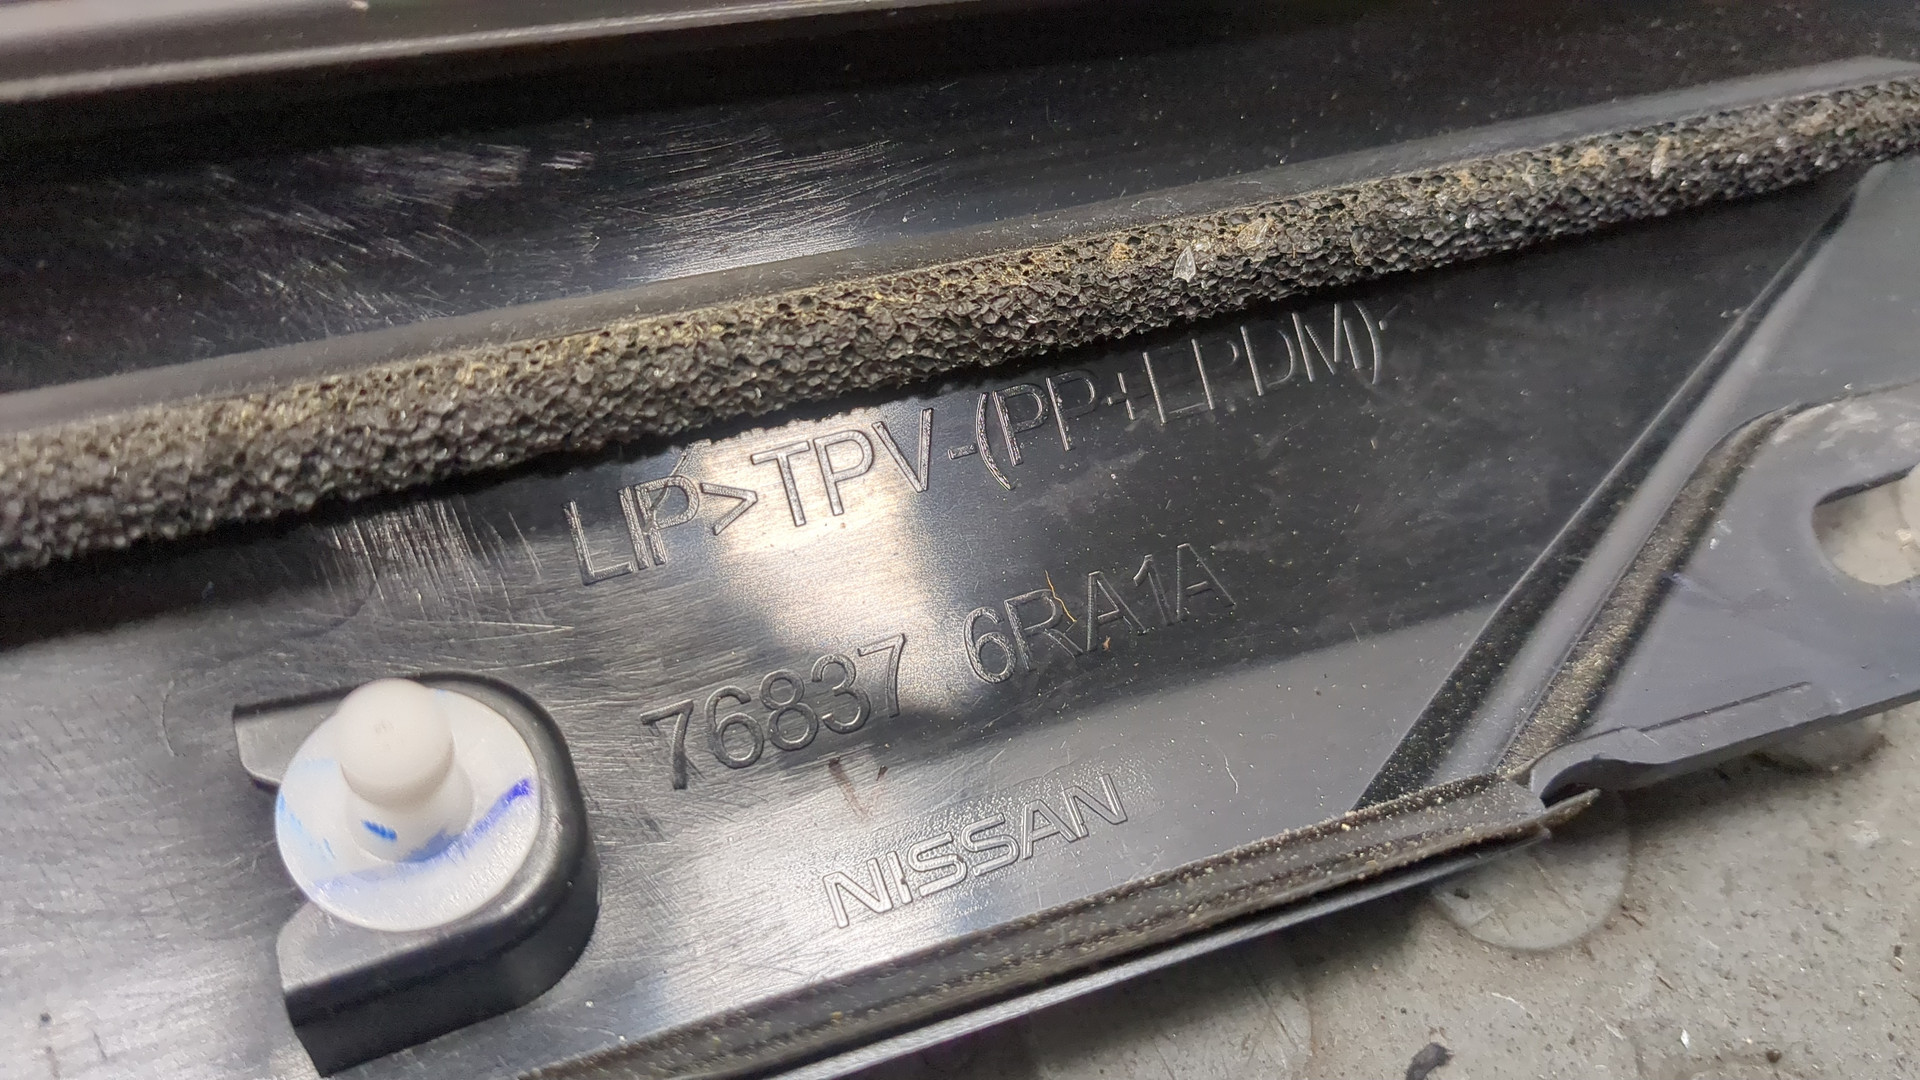 LIP>TPV-(PP+EPDM)<
76837 6RA1A
NISSAN